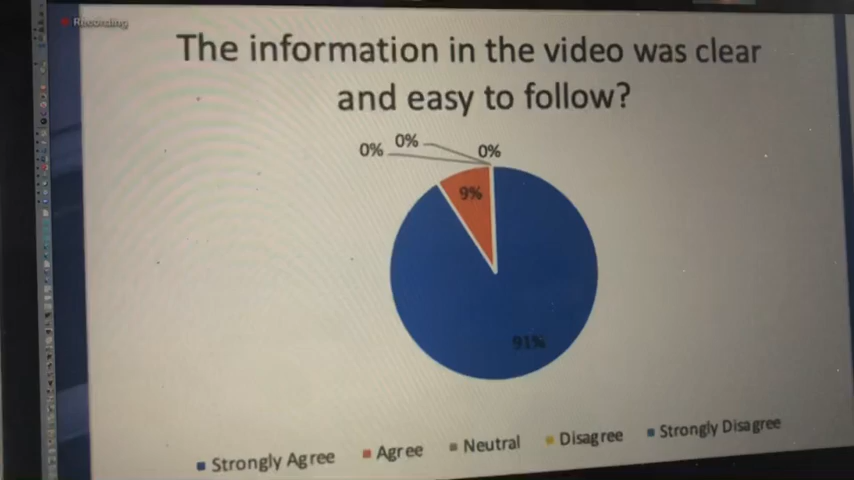 Recording
The information in the video was clear
and easy to follow?
0% 0% 0%
9%
91%
Strongly Agree Agree Neutral Disagree Strongly Disagree